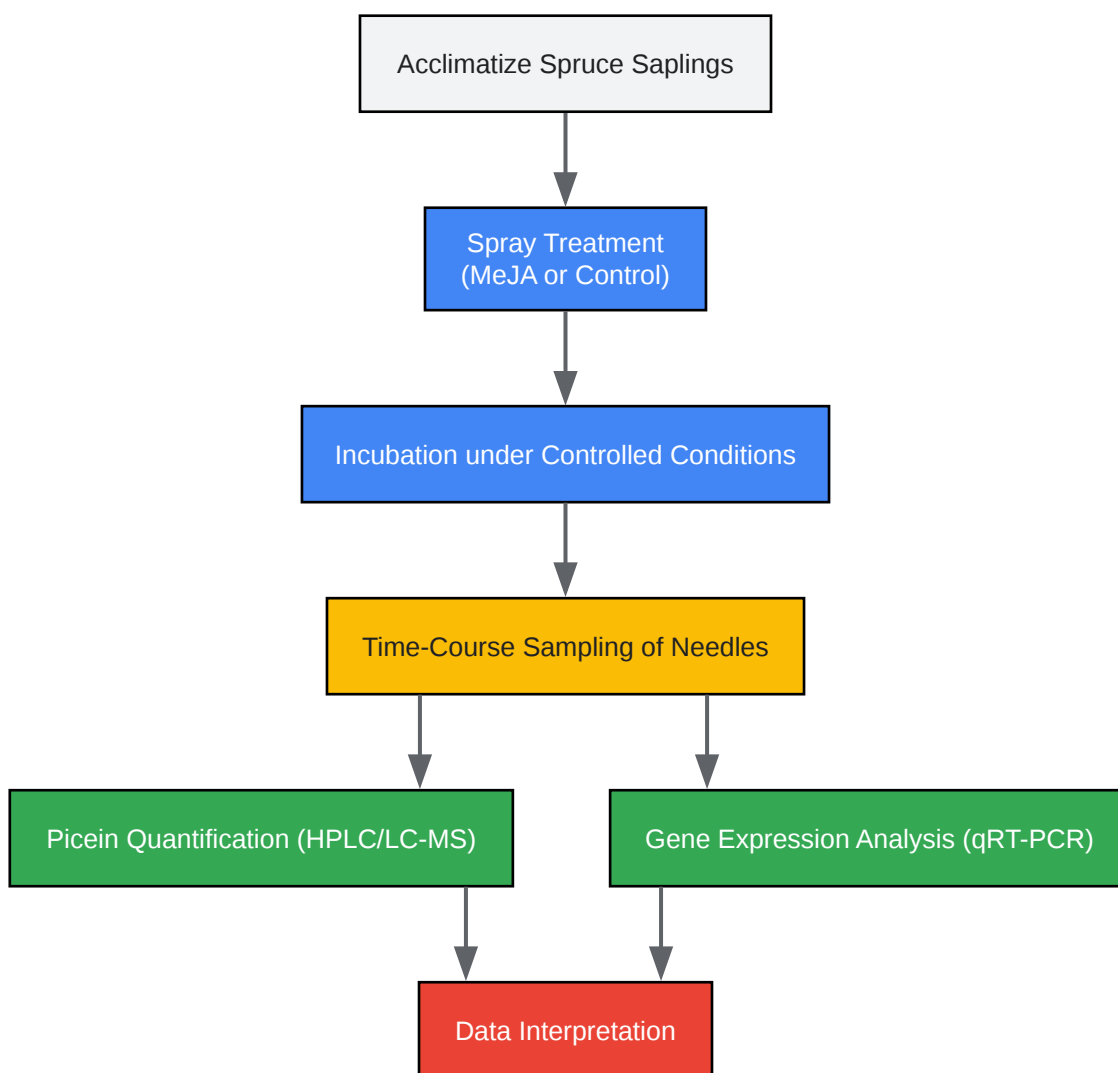 Acclimatize Spruce Saplings
Spray Treatment
(MeJA or Control)
Incubation under Controlled Conditions
Time-Course Sampling of Needles
Picein Quantification (HPLC/LC-MS)
Gene Expression Analysis (qRT-PCR)
Data Interpretation